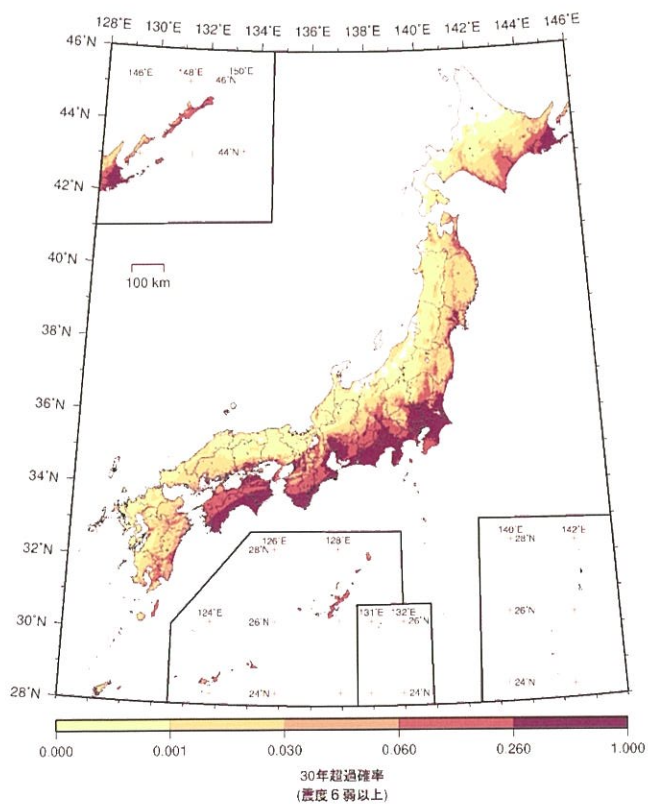 128˚E 130˚E 132˚E 134˚E 136˚E 138˚E 140˚E 142˚E 144˚E 146˚E
46˚N
146˚E 148˚E 150˚E
46˚N
44˚N
44˚N
42˚N
40˚N
100 km
38˚N
36˚N
34˚N
32˚N
126˚E 128˚E
28˚N
140˚E 142˚E
28˚N
30˚N
124˚E
26˚N
131˚E 132˚E
26˚N
26˚N
28˚N
24˚N
24˚N
24˚N
0.000 0.001 0.030 0.060 0.260 1.000
30年超過確率
(震度6弱以上)